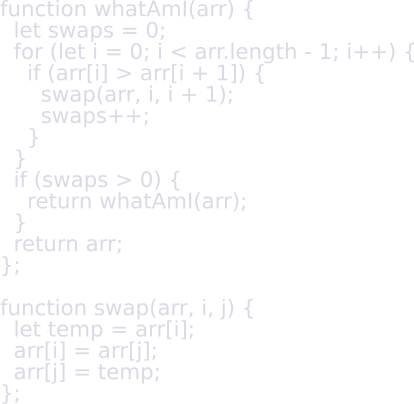 function whatAmI(arr) {
  let swaps = 0;
  for (let i = 0; i < arr.length - 1; i++) {
    if (arr[i] > arr[i + 1]) {
      swap(arr, i, i + 1);
      swaps++;
    }
  }
  if (swaps > 0) {
    return whatAmI(arr);
  }
  return arr;
};

function swap(arr, i, j) {
  let temp = arr[i];
  arr[i] = arr[j];
  arr[j] = temp;
};